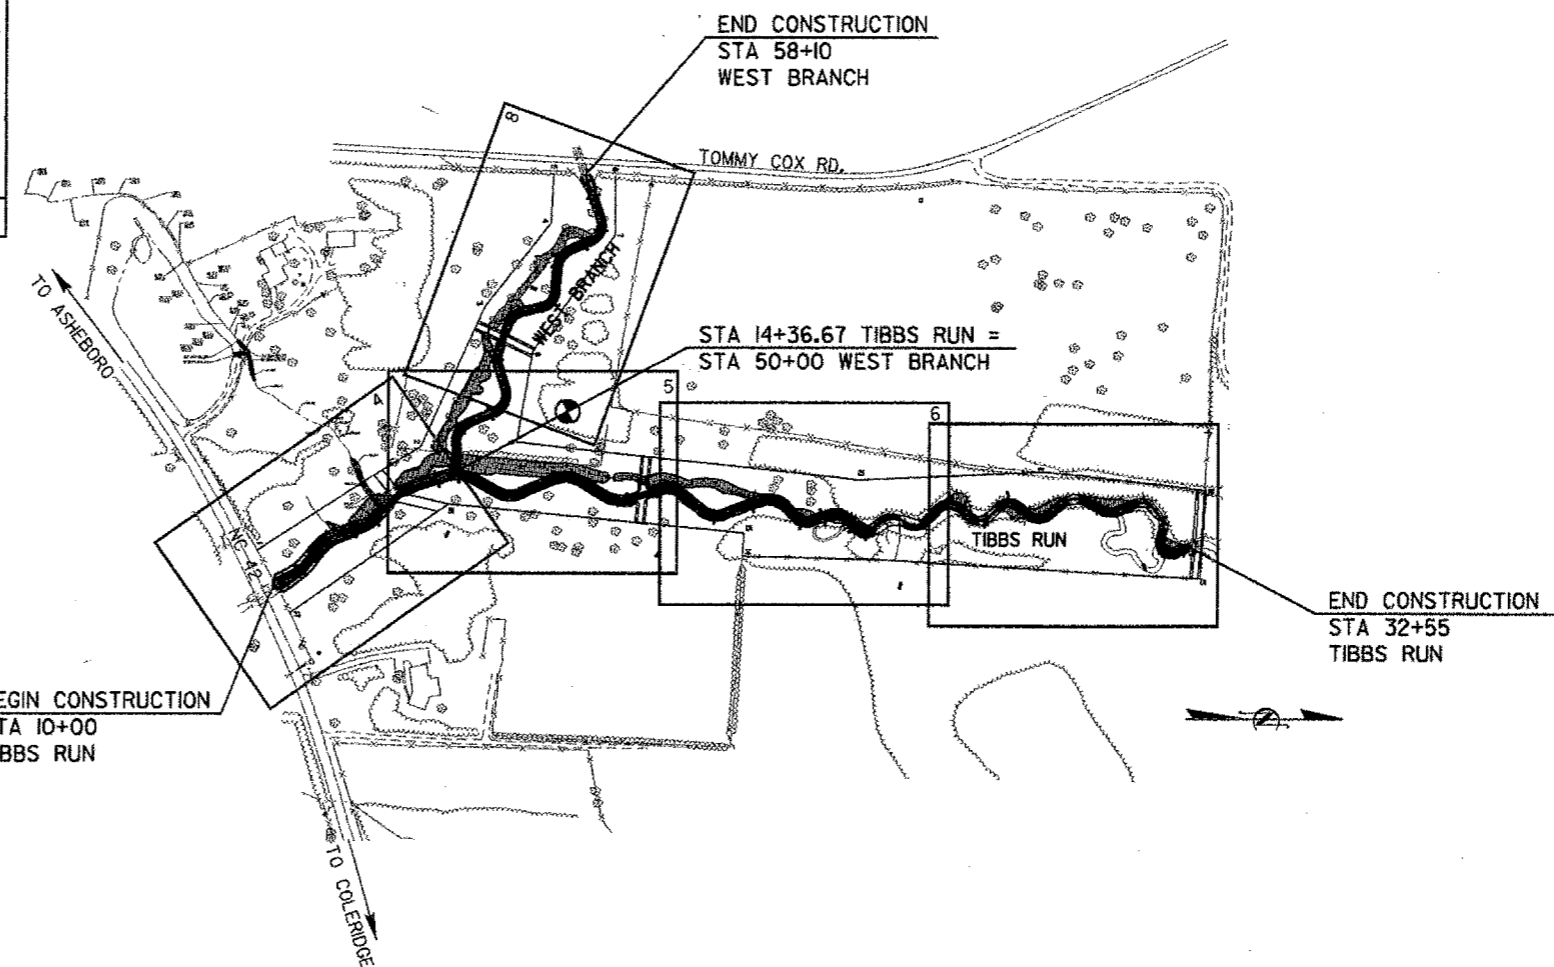 END CONSTRUCTION
STA 58+10
WEST BRANCH
8
TOMMY COX RD.
TO ASHEBORO
WEST BRANCH
STA 14+36.67 TIBBS RUN =
STA 50+00 WEST BRANCH
4
5
6
NC 42
TIBBS RUN
END CONSTRUCTION
STA 32+55
TIBBS RUN
EGIN CONSTRUCTION
TA 10+00
BBS RUN
TO COLERIDGE